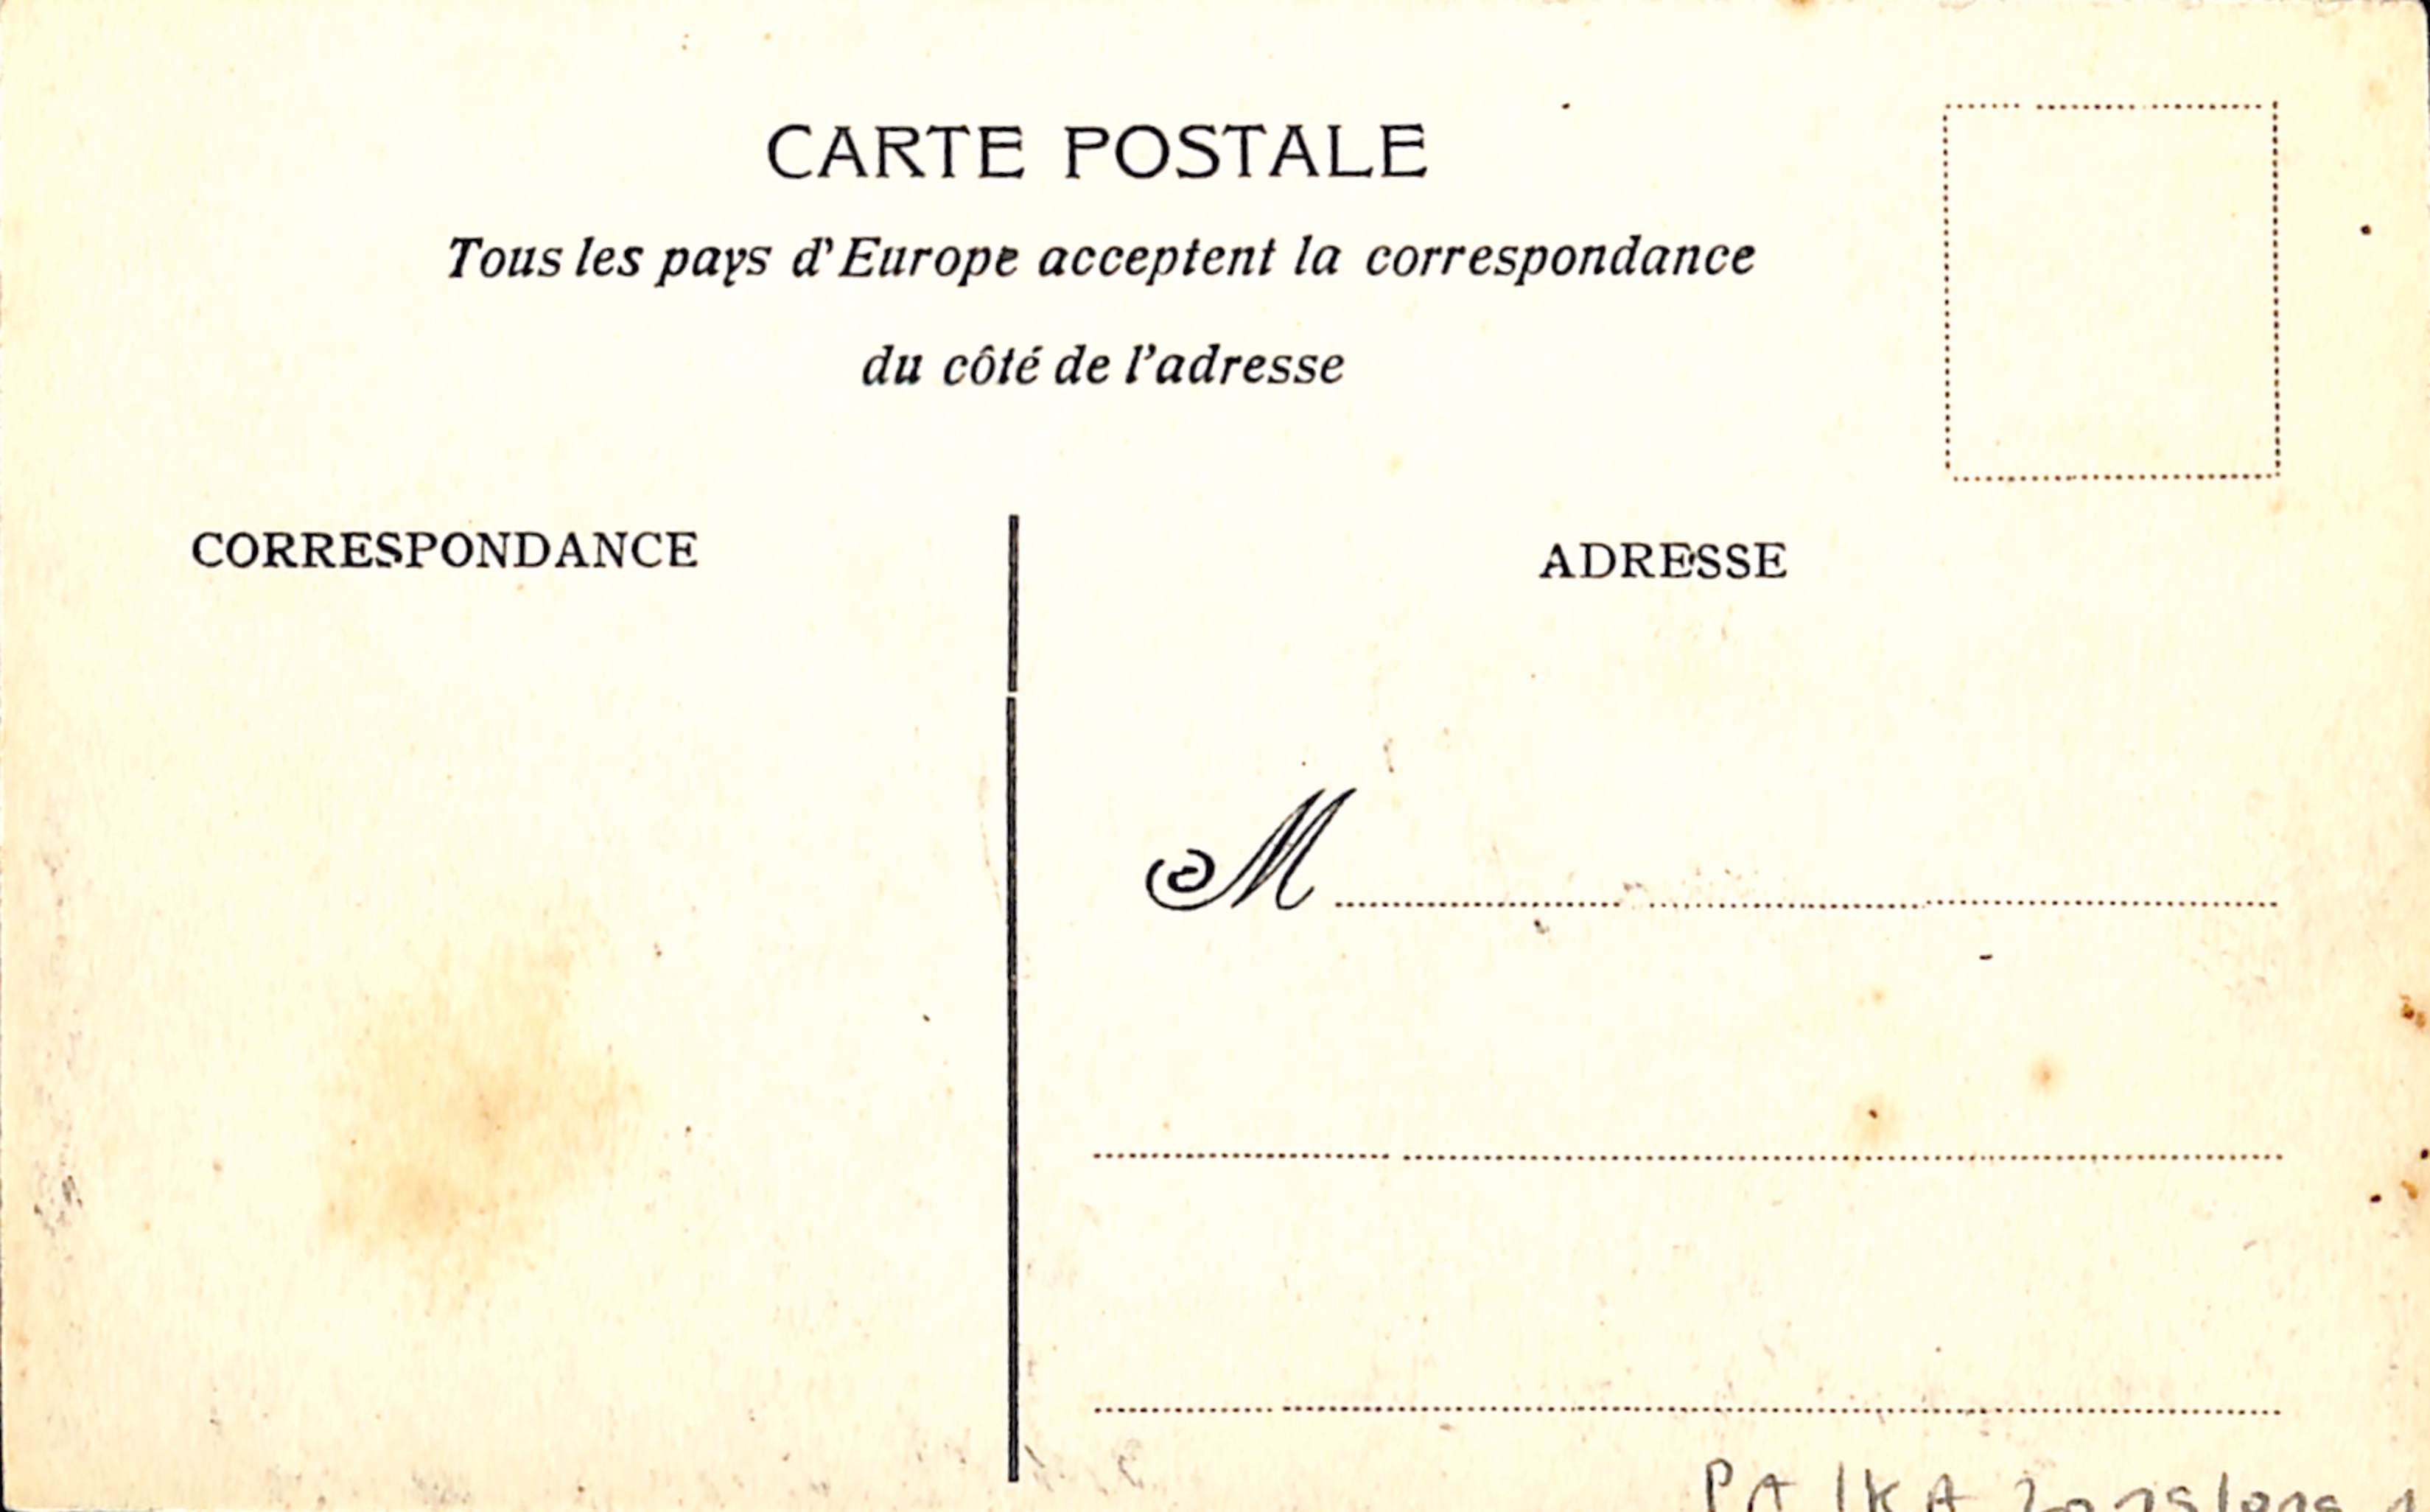 CARTE POSTALE
Tous les pays d'Europe acceptent la correspondance
du côté de l'adresse
CORRESPONDANCE
ADRESSE
M